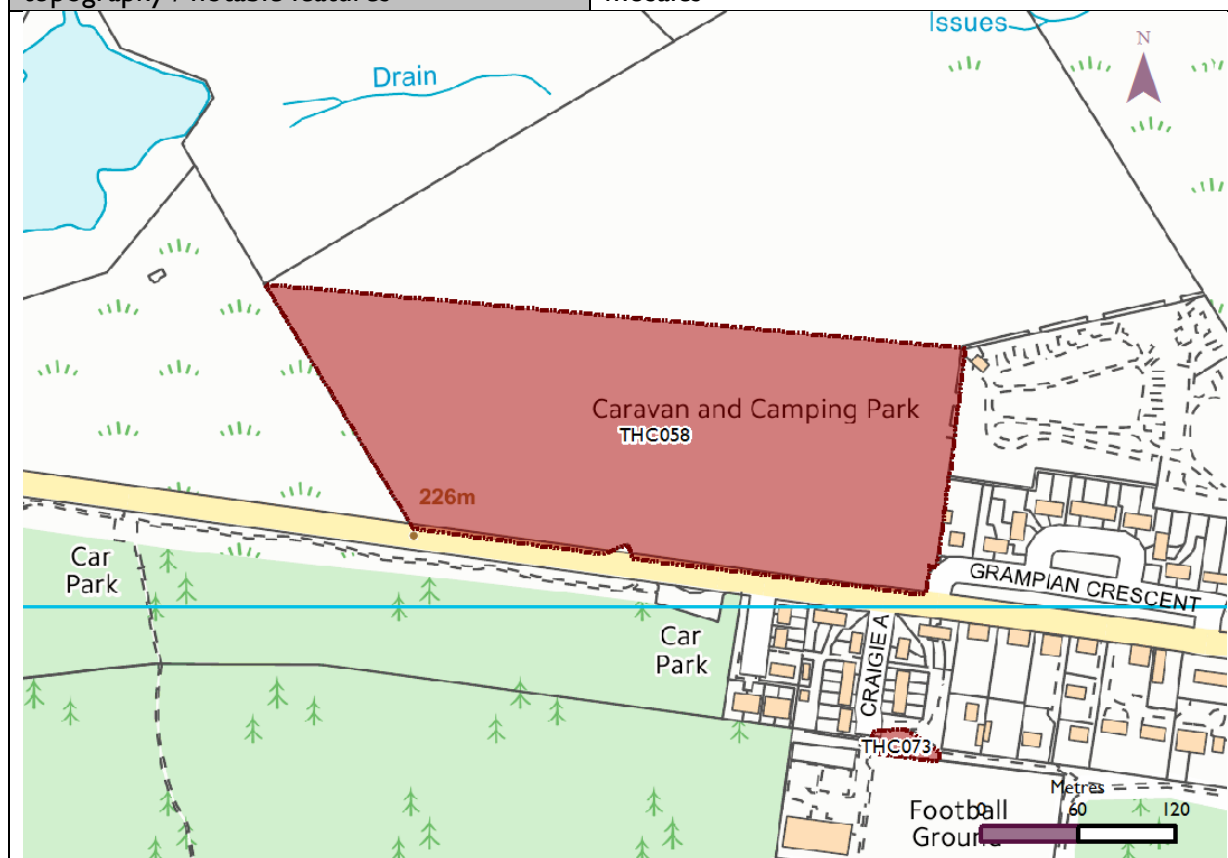 Issues
N
Drain
Caravan and Camping Park
THC058
226m
Car
Park
GRAMPIAN CRESCENT
Car
Park
CRAIGIE A
THC073
Metres
0 60 120
Football
Ground